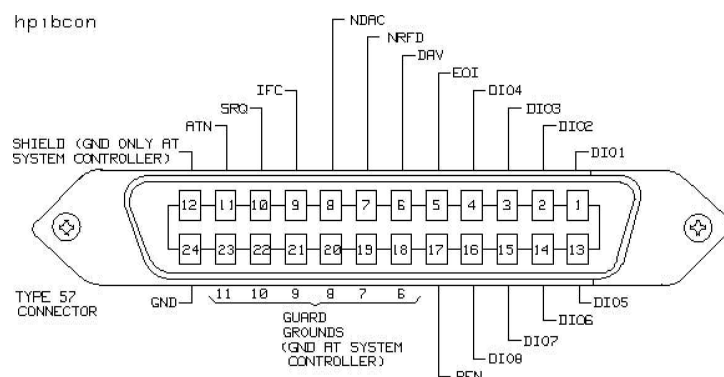 hpibcon
NDAC
NRFD
DAV
EOI
DIO4
DIO3
DIO2
DIO1
IFC
SRQ
ATN
SHIELD (GND ONLY AT
SYSTEM CONTROLLER)
12 11 10 9 8 7 6 5 4 3 2 1
24 23 22 21 20 19 18 17 16 15 14 13
TYPE 57
CONNECTOR
GND
11 10 9 8 7 6
GUARD
GROUNDS
(GND AT SYSTEM
CONTROLLER)
DIO5
DIO6
DIO7
DIO8
REN